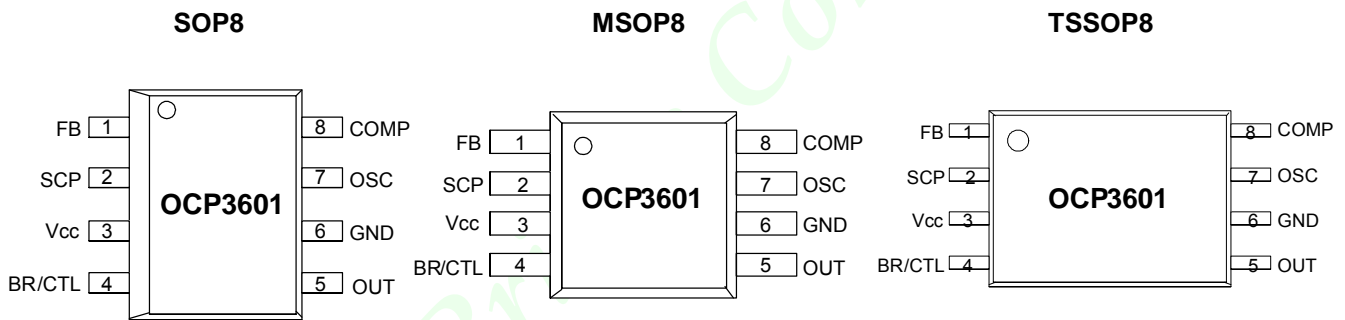 SOP8
MSOP8
TSSOP8
FB 1
8 COMP
SCP 2
7 OSC
OCP3601
Vcc 3
6 GND
BR/CTL 4
5 OUT
FB 1
8 COMP
SCP 2
7 OSC
OCP3601
Vcc 3
6 GND
BR/CTL 4
5 OUT
FB 1
8 COMP
SCP 2
7 OSC
OCP3601
Vcc 3
6 GND
BR/CTL 4
5 OUT